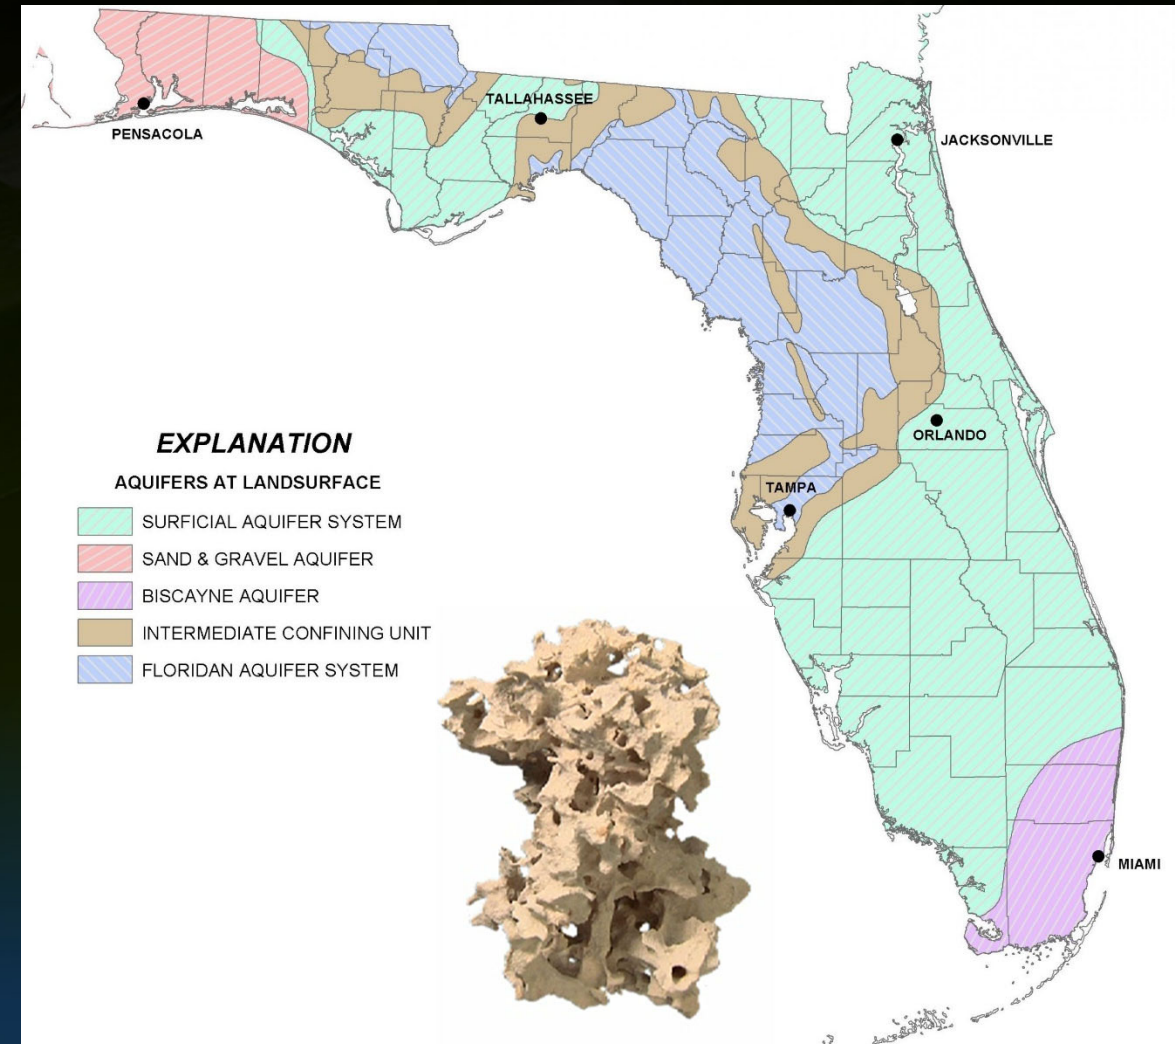 TALLAHASSEE
PENSACOLA
JACKSONVILLE
EXPLANATION
AQUIFERS AT LANDSURFACE
SURFICIAL AQUIFER SYSTEM
SAND & GRAVEL AQUIFER
BISCAYNE AQUIFER
INTERMEDIATE CONFINING UNIT
FLORIDAN AQUIFER SYSTEM
ORLANDO
TAMPA
MIAMI